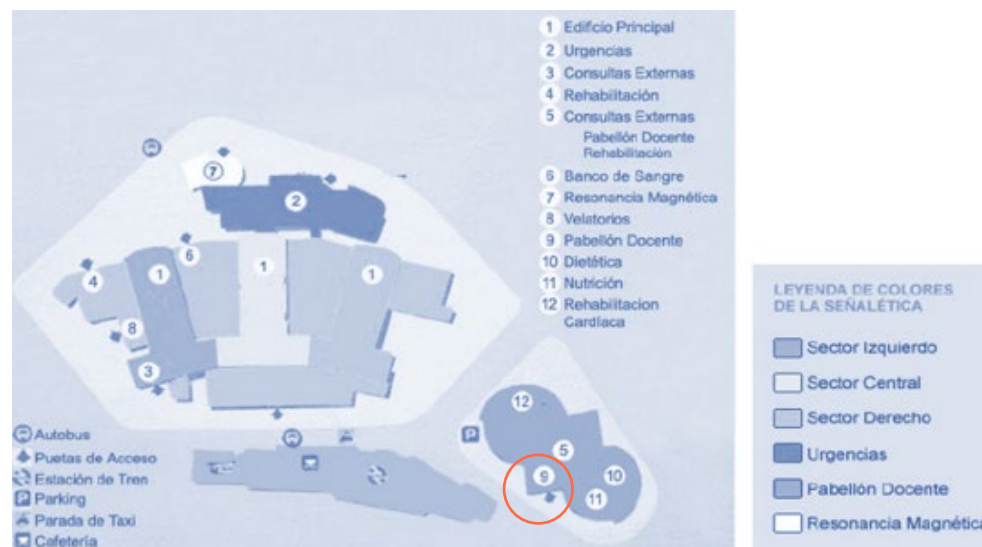 1 Edificio Principal
2 Urgencias
3 Consultas Externas
4 Rehabilitación
5 Consultas Externas
Pabellón Docente
Rehabilitación
6 Banco de Sangre
7 Resonancia Magnética
8 Velatorios
9 Pabellón Docente
10 Dietética
11 Nutrición
12 Rehabilitacion
Cardíaca
7
2
4
1
6
1
1
8
3
12
5
9
10
11
P
Autobus
Puetas de Acceso
Estación de Tren
P Parking
Parada de Taxi
Cafetería
LEYENDA DE COLORES
DE LA SEÑALÉTICA
Sector Izquierdo
Sector Central
Sector Derecho
Urgencias
Pabellón Docente
Resonancia Magnética